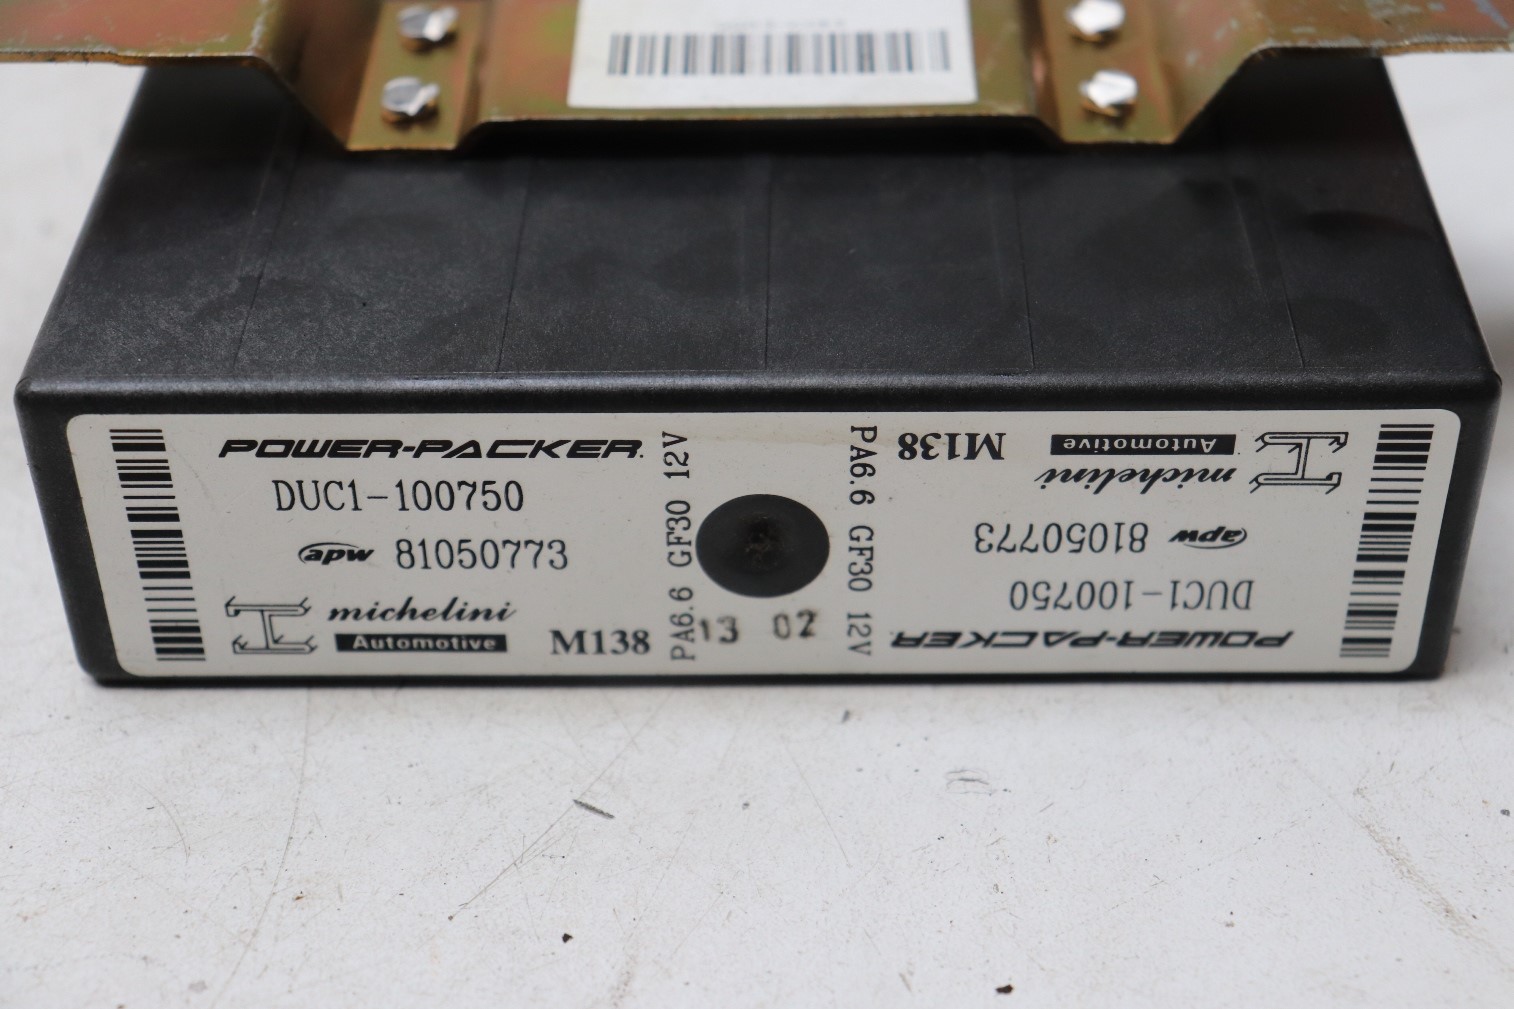 POWER-PACKER.
DUC1-100750
apw 81050773
michelini
Automotive
M138
PA6.6 GF30 12V
13 02
PA6.6 GF30 12V
POWER-PACKER.
DUC1-100750
apw 81050773
michelini
Automotive
M138